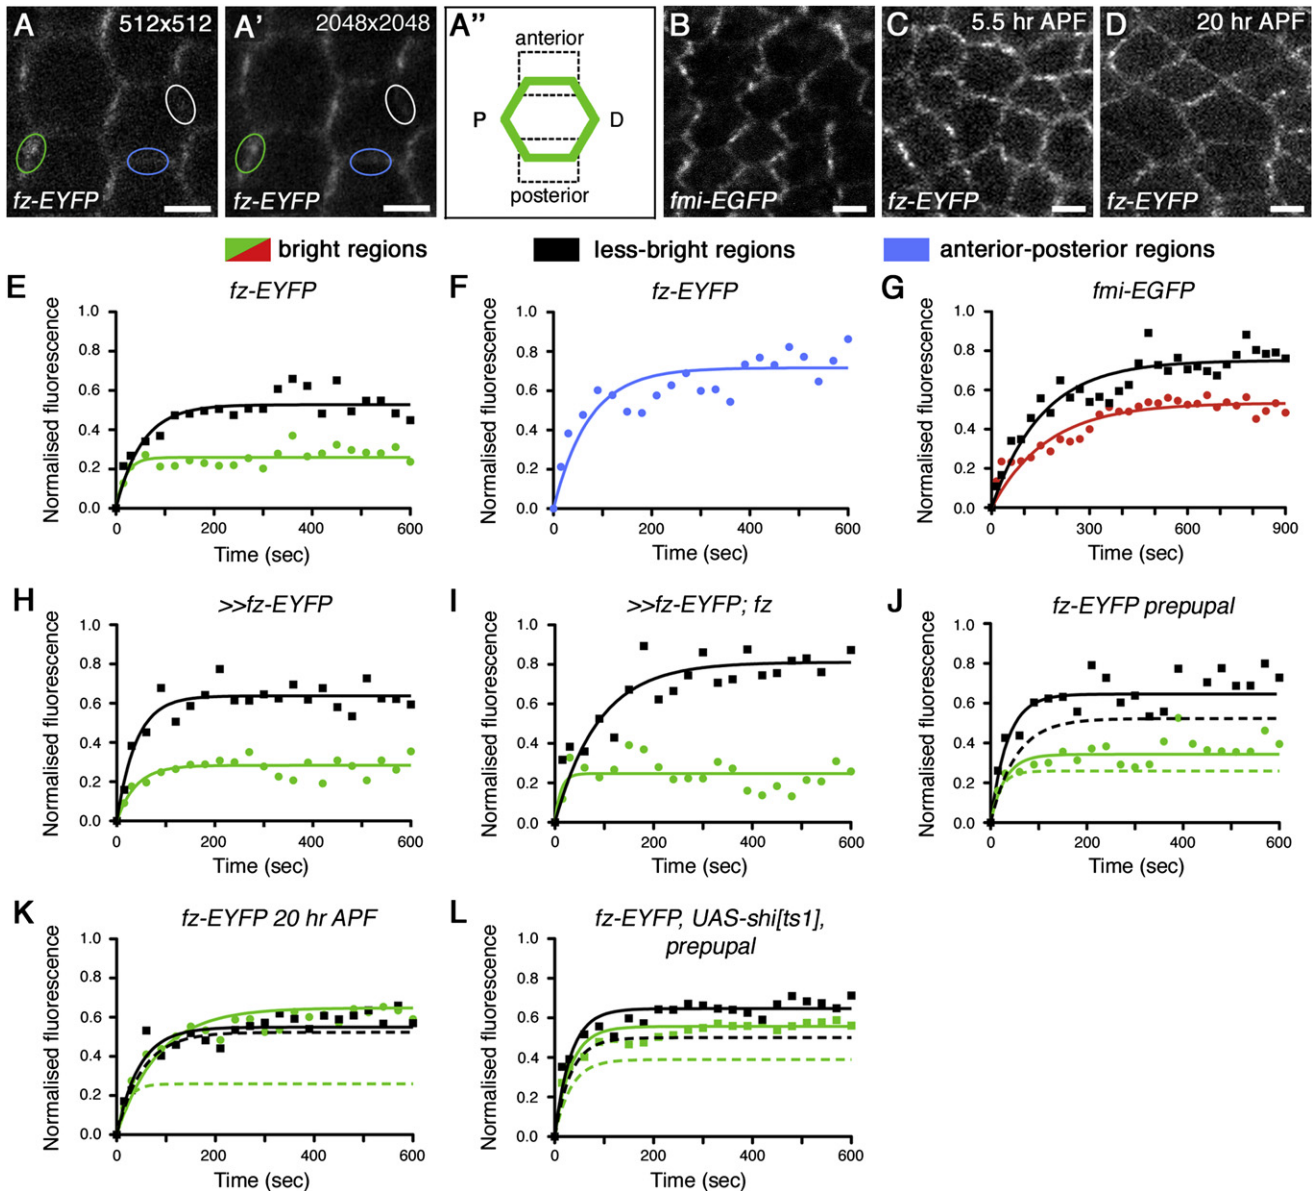 A 512x512
fz-EYFP
A' 2048x2048
fz-EYFP
A"
anterior
P D
posterior
B
fmi-EGFP
C 5.5 hr APF
fz-EYFP
D 20 hr APF
fz-EYFP
bright regions
less-bright regions
anterior-posterior regions
E
fz-EYFP
Normalised fluorescence
1.0
0.8
0.6
0.4
0.2
0.0
0 200 400 600
Time (sec)
F
fz-EYFP
Normalised fluorescence
1.0
0.8
0.6
0.4
0.2
0.0
0 200 400 600
Time (sec)
G
fmi-EGFP
Normalised fluorescence
1.0
0.8
0.6
0.4
0.2
0.0
0 300 600 900
Time (sec)
H
>>fz-EYFP
Normalised fluorescence
1.0
0.8
0.6
0.4
0.2
0.0
0 200 400 600
Time (sec)
I
>>fz-EYFP; fz
Normalised fluorescence
1.0
0.8
0.6
0.4
0.2
0.0
0 200 400 600
Time (sec)
J
fz-EYFP prepupal
Normalised fluorescence
1.0
0.8
0.6
0.4
0.2
0.0
0 200 400 600
Time (sec)
K
fz-EYFP 20 hr APF
Normalised fluorescence
1.0
0.8
0.6
0.4
0.2
0.0
0 200 400 600
Time (sec)
L
fz-EYFP, UAS-shi[ts1],
prepupal
Normalised fluorescence
1.0
0.8
0.6
0.4
0.2
0.0
0 200 400 600
Time (sec)